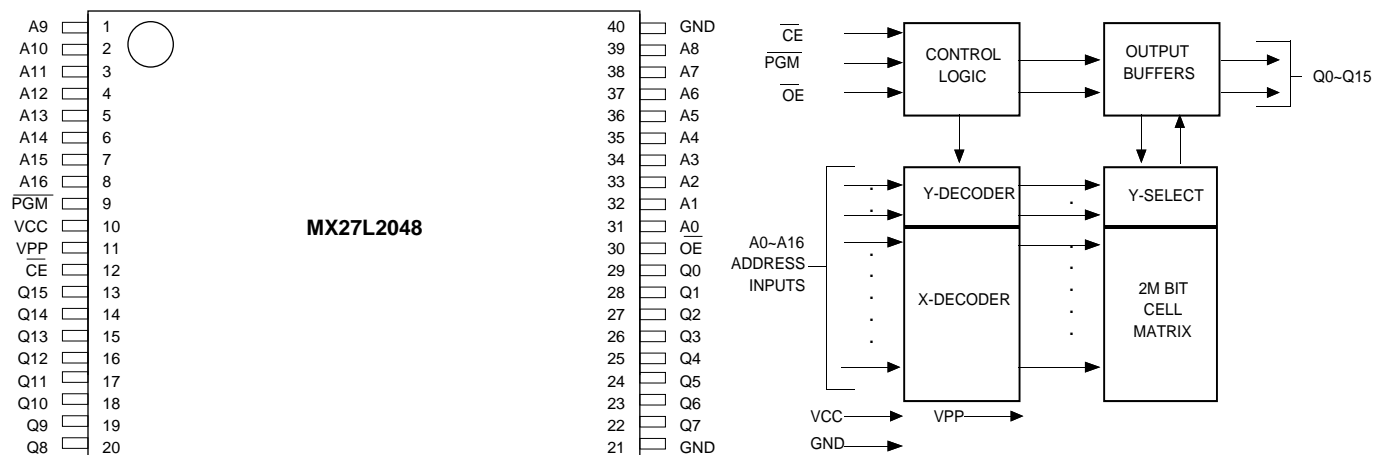 A9 1 40 GND
A10 2 39 A8
A11 3 38 A7
A12 4 37 A6
A13 5 36 A5
A14 6 35 A4
A15 7 34 A3
A16 8 33 A2
PGM 9 32 A1
VCC 10 MX27L2048 31 A0
VPP 11 30 OE
CE 12 29 Q0
Q15 13 28 Q1
Q14 14 27 Q2
Q13 15 26 Q3
Q12 16 25 Q4
Q11 17 24 Q5
Q10 18 23 Q6
Q9 19 22 Q7
Q8 20 21 GND
CE
PGM
OE
CONTROL
LOGIC
OUTPUT
BUFFERS
Q0~Q15
A0~A16
ADDRESS
INPUTS
Y-DECODER
Y-SELECT
X-DECODER
2M BIT
CELL
MATRIX
VCC
VPP
GND